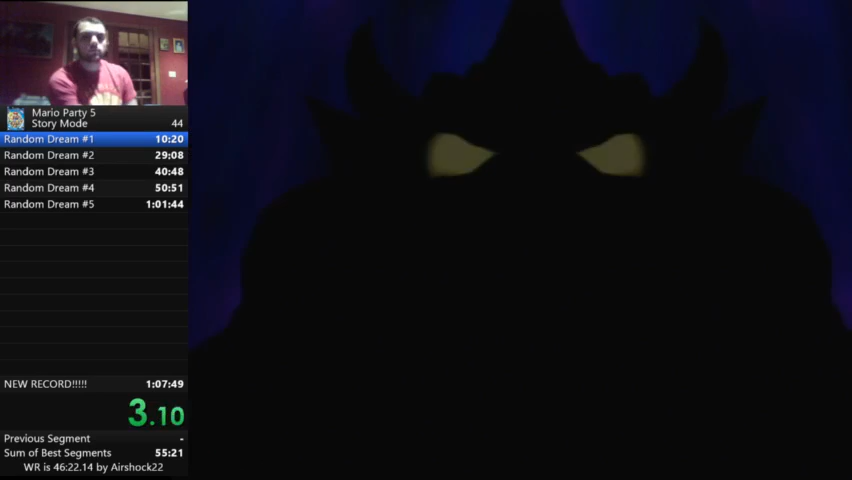 Mario Party 5
Story Mode 44
Random Dream #1 10:20
Random Dream #2 29:08
Random Dream #3 40:48
Random Dream #4 50:51
Random Dream #5 1:01:44
NEW RECORD!!!!! 1:07:49
3.10
Previous Segment -
Sum of Best Segments 55:21
WR is 46:22.14 by Airshock22